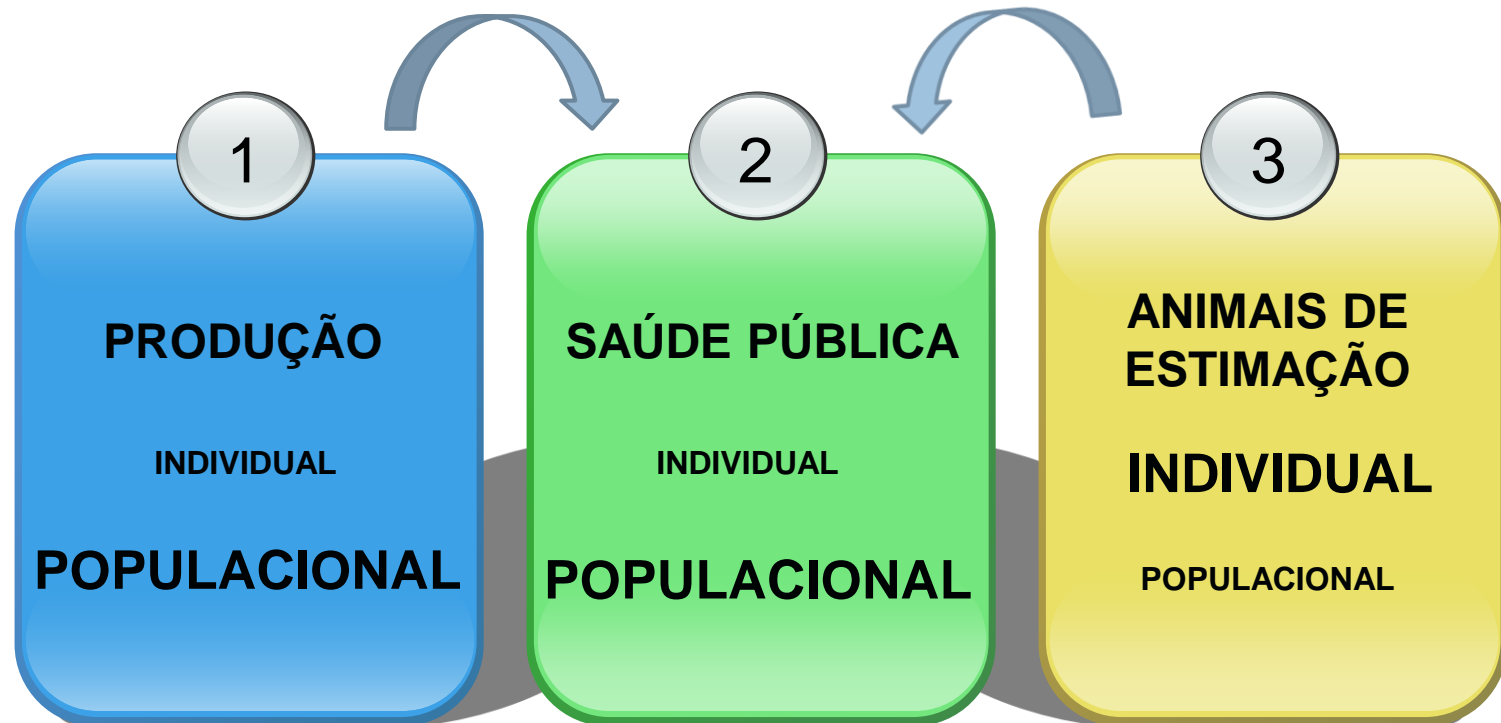 1
PRODUÇÃO
INDIVIDUAL
POPULACIONAL
2
SAÚDE PÚBLICA
INDIVIDUAL
POPULACIONAL
3
ANIMAIS DE
ESTIMAÇÃO
INDIVIDUAL
POPULACIONAL